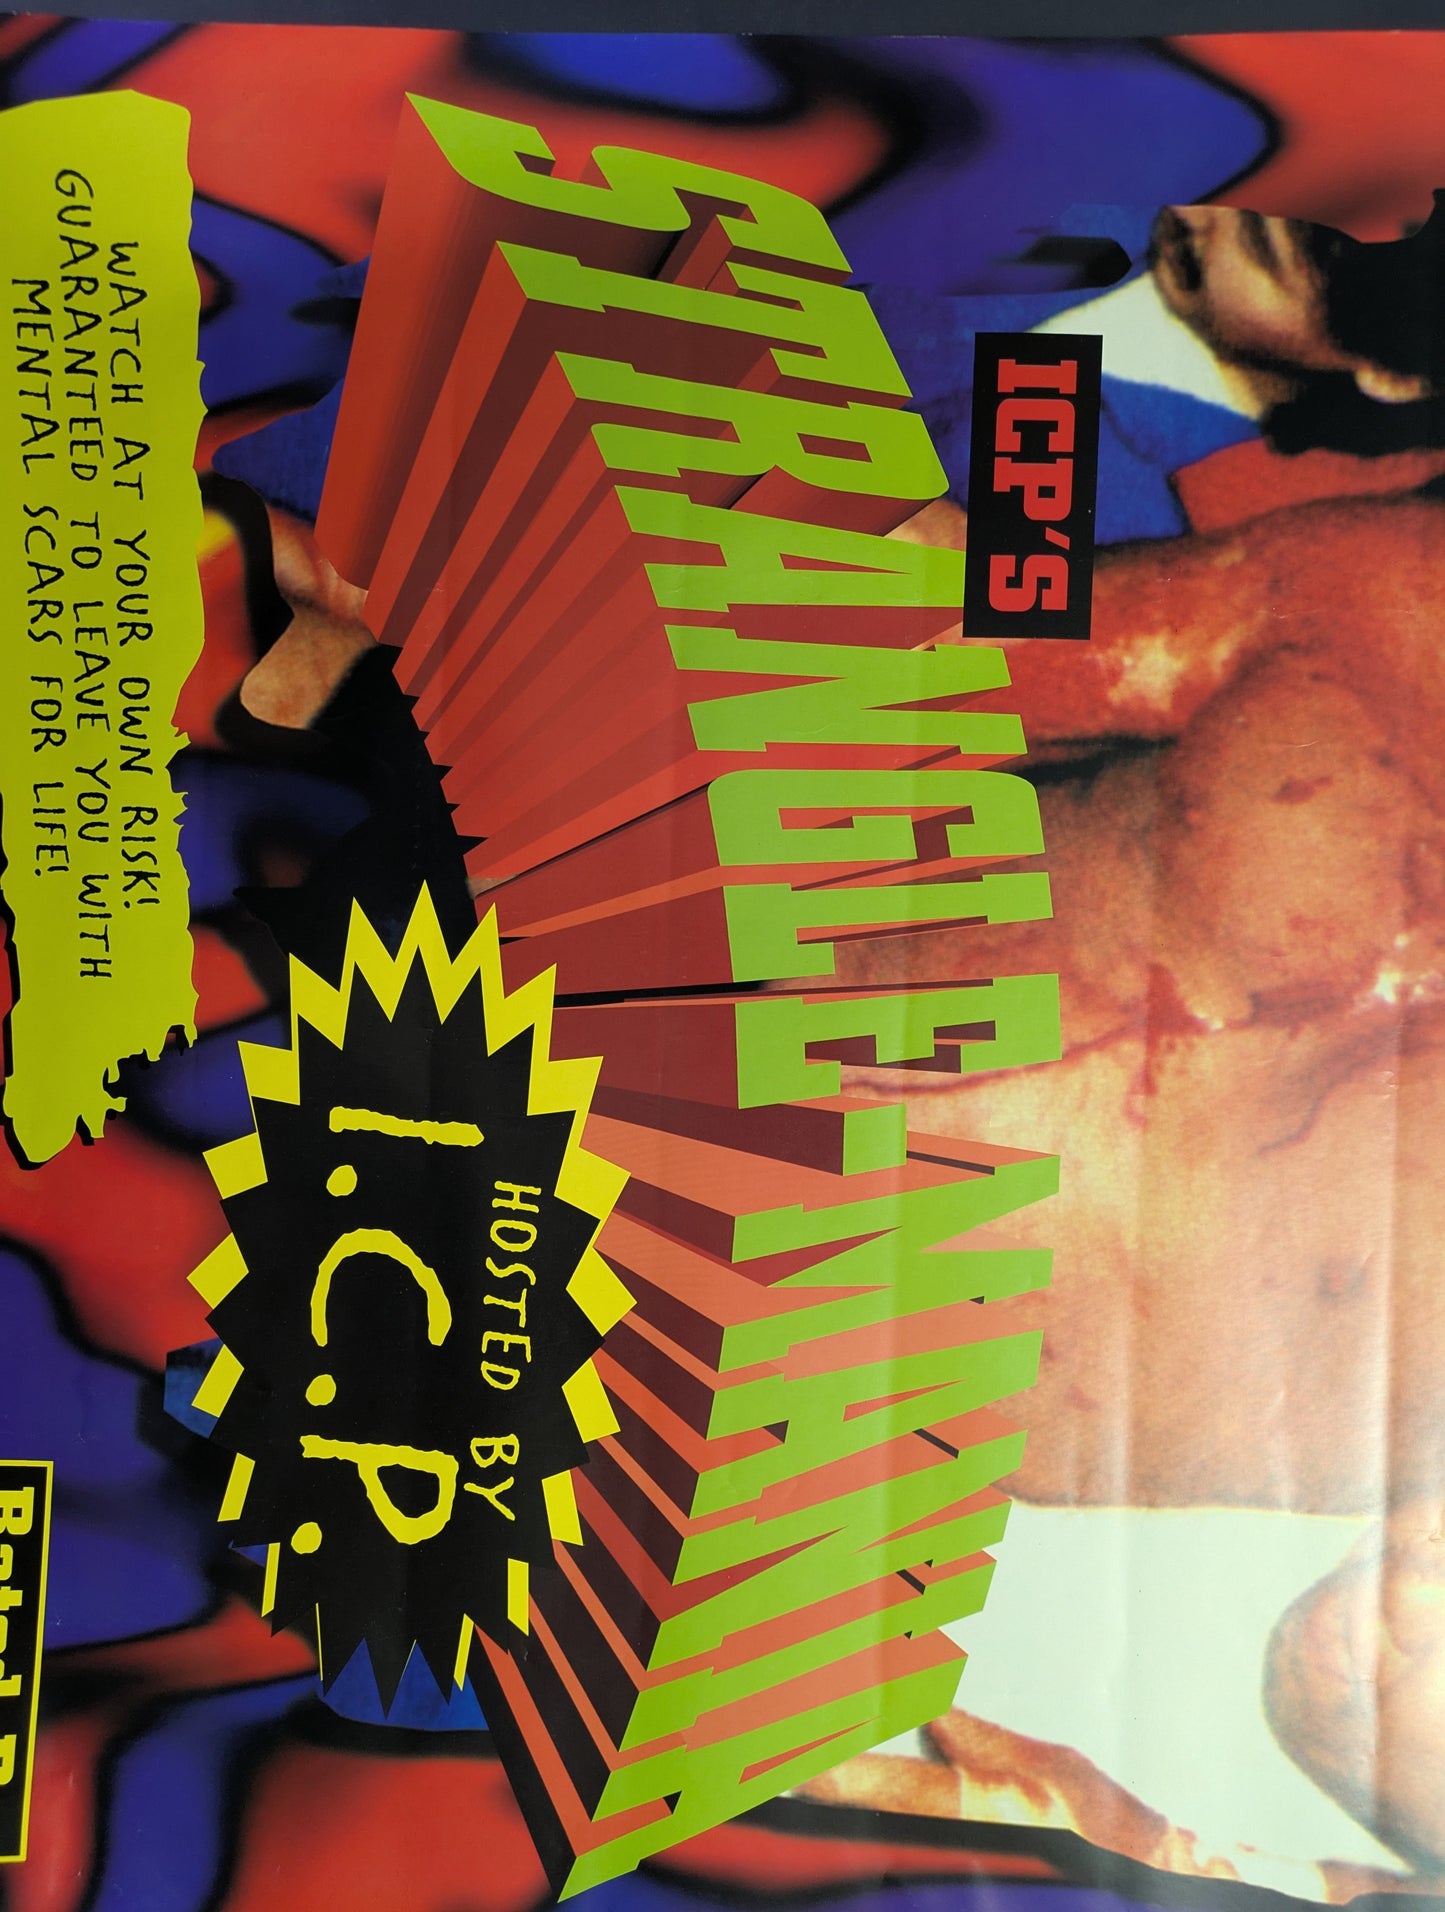 ICP'S
STRANGLE-MANIA
HOSTED BY
I.C.P.
WATCH AT YOUR OWN RISK!
GUARANTEED TO LEAVE YOU WITH
MENTAL SCARS FOR LIFE!